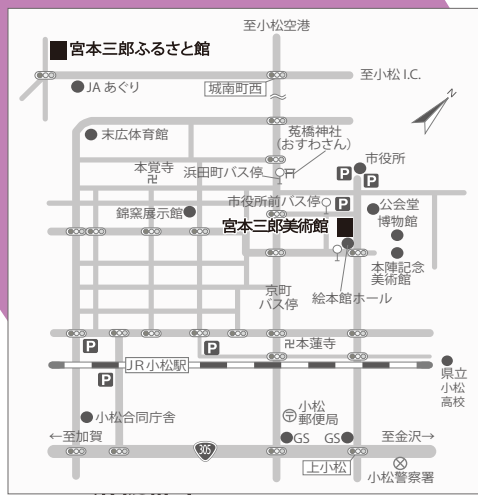 至小松空港
宮本三郎ふるさと館
JAあぐり
城南町西
至小松I.C.
N
末広体育館
菟橋神社
(おすわさん)
本覚寺
卍
浜田町バス停
市役所
P
P
錦窯展示館
市役所前バス停
P
公会堂
博物館
宮本三郎美術館
本陣記念
美術館
京町
バス停
絵本館ホール
P
P
卍本蓮寺
JR小松駅
P
県立
小松
高校
小松合同庁舎
小松
郵便局
←至加賀
305
GS
GS
至金沢→
上小松
小松警察署